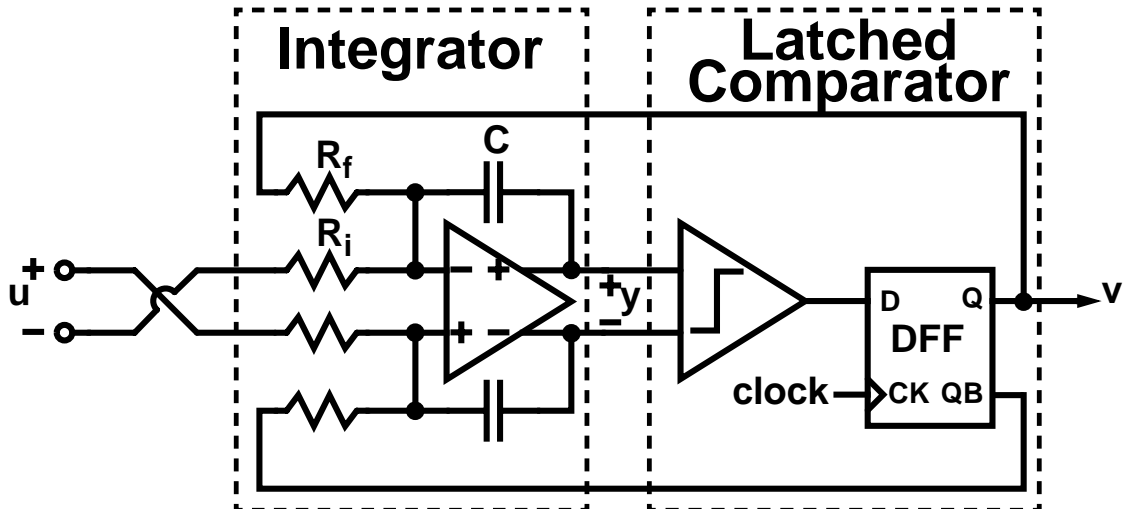 Integrator
Latched
Comparator
C
Rf
Ri
+
u
-
- +
+ -
+
y
-
D Q
DFF
clock
CK QB
v